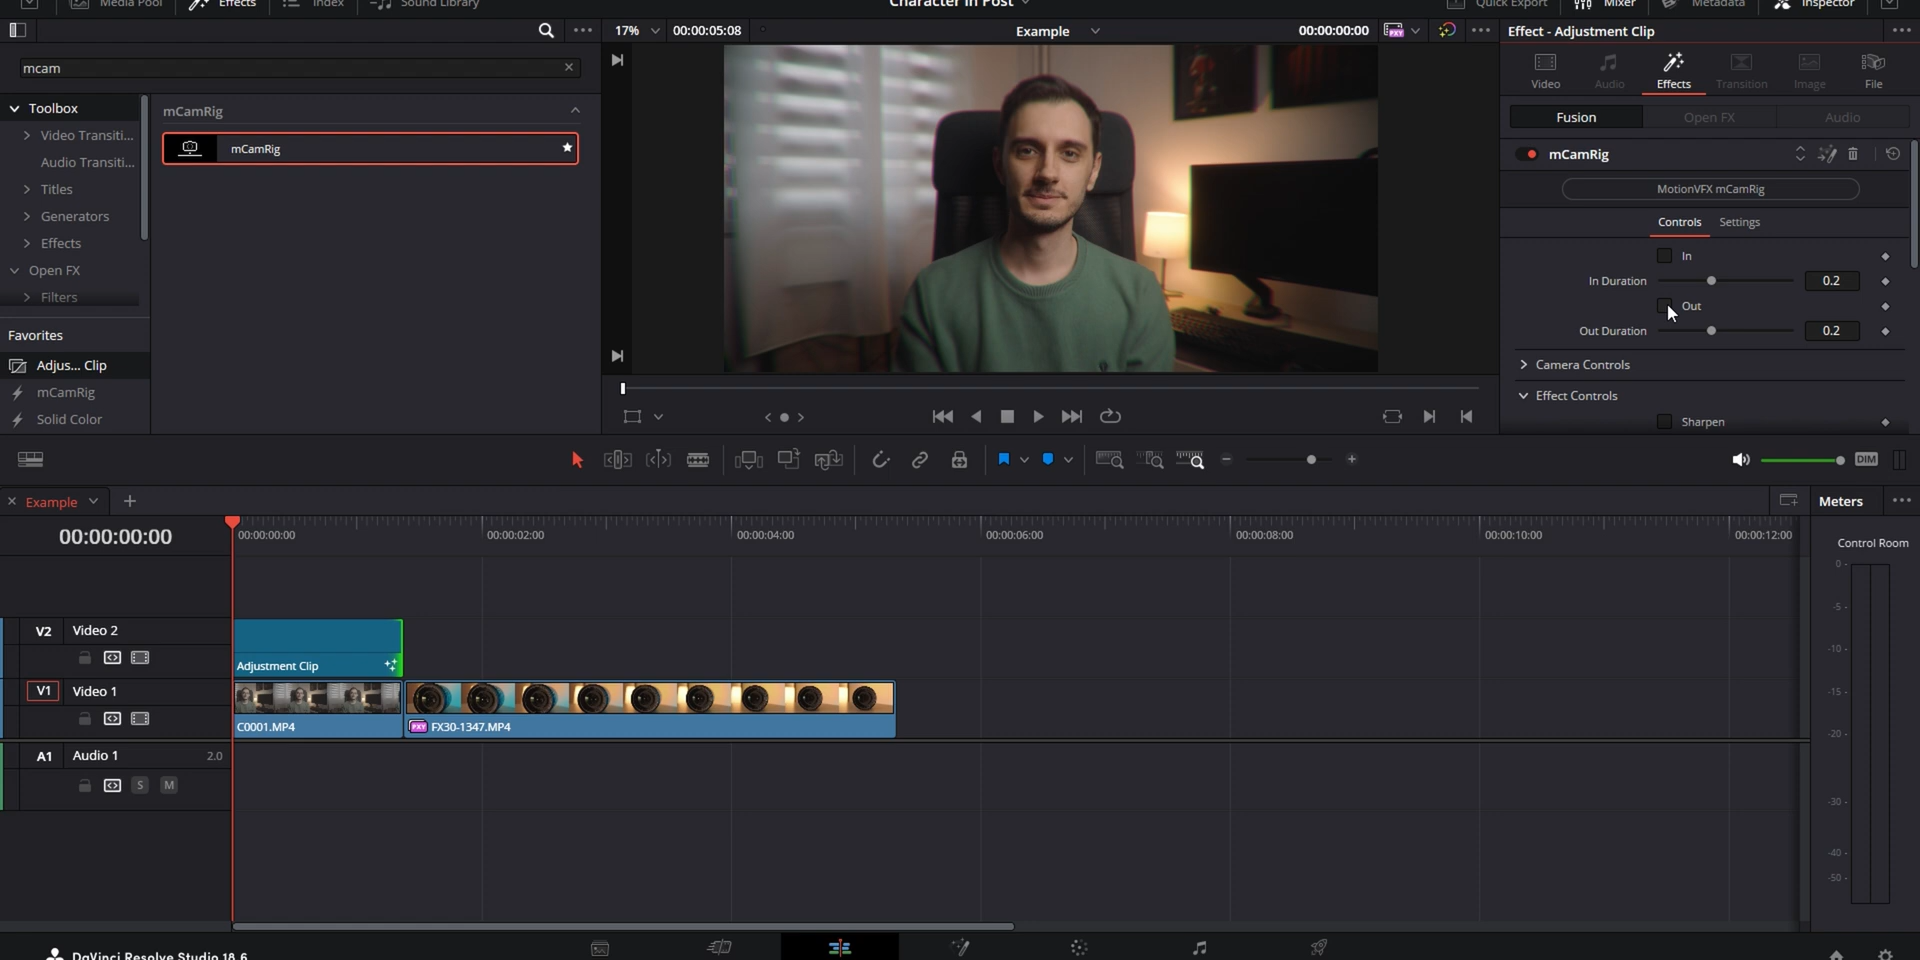 Media Pool
Effects
Index
Sound Library
Character in Post
Quick Export
Mixer
Metadata
Inspector
17%
00:00:05:08
Example
00:00:00:00
PXY
Effect - Adjustment Clip
mcam
Video
Audio
Effects
Transition
Image
File
Toolbox
Video Transiti...
Audio Transiti...
Titles
Generators
Effects
Open FX
Filters
mCamRig
mCamRig
Fusion
Open FX
Audio
mCamRig
MotionVFX mCamRig
Controls
Settings
In
In Duration
0.2
Out
Out Duration
0.2
Camera Controls
Effect Controls
Sharpen
Favorites
Adjus... Clip
mCamRig
Solid Color
DIM
Example
Meters
00:00:00:00
00:00:00:00
00:00:02:00
00:00:04:00
00:00:06:00
00:00:08:00
00:00:10:00
00:00:12:00
Control Room
0
-5
-10
-15
-20
-30
-40
-50
V2
Video 2
Adjustment Clip
V1
Video 1
C0001.MP4
PXY
FX30-1347.MP4
A1
Audio 1
2.0
S
M
DaVinci Resolve Studio 18.6